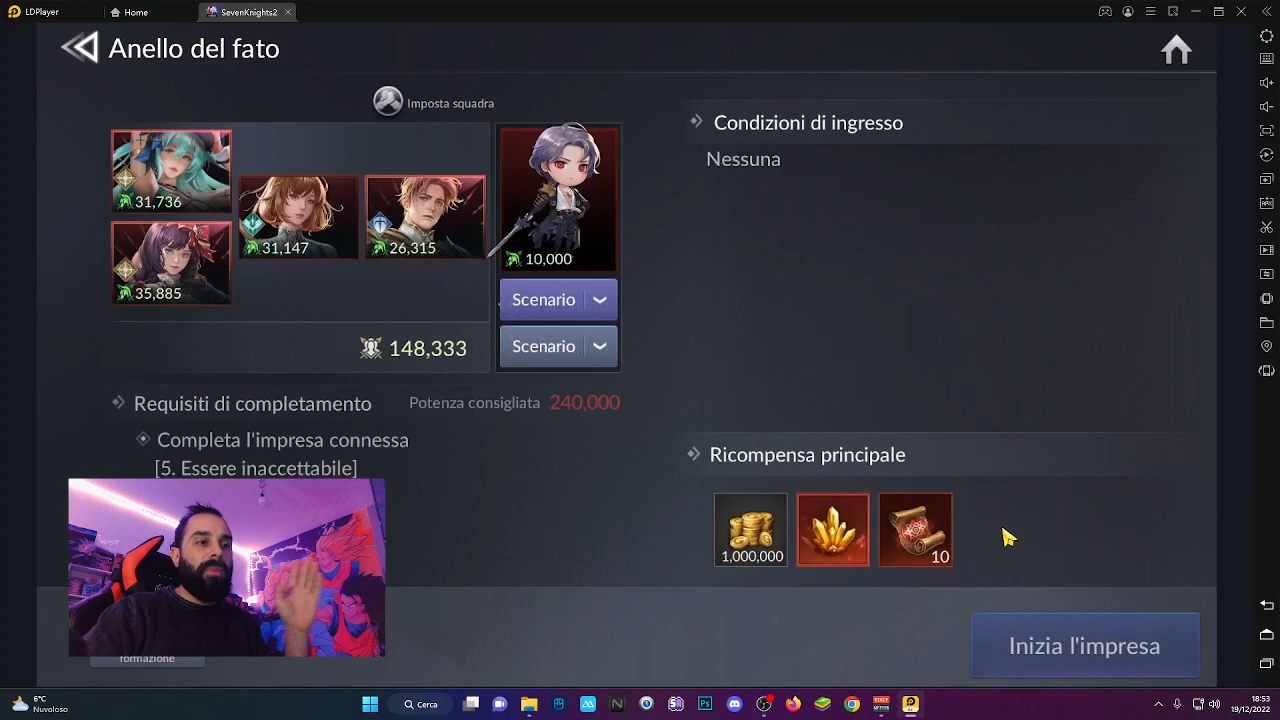 LDPlayer
Home
SevenKnights2
Anello del fato
Imposta squadra
31,736
31,147
26,315
35,885
10,000
Scenario
Scenario
148,333
Condizioni di ingresso
Nessuna
Requisiti di completamento
Potenza consigliata 240,000
Completa l'impresa connessa
[5. Essere inaccettabile]
Ricompensa principale
1,000,000
10
formazione
Inizia l'impresa
5°C
Nuvoloso
Cerca
18:53
19/12/2022